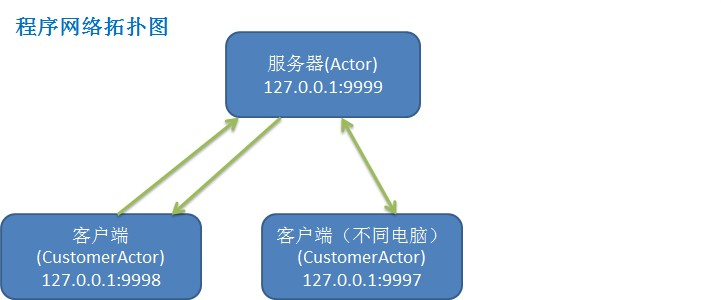 程序网络拓扑图
服务器(Actor)
127.0.0.1:9999
客户端
(CustomerActor)
127.0.0.1:9998
客户端（不同电脑）
(CustomerActor)
127.0.0.1:9997